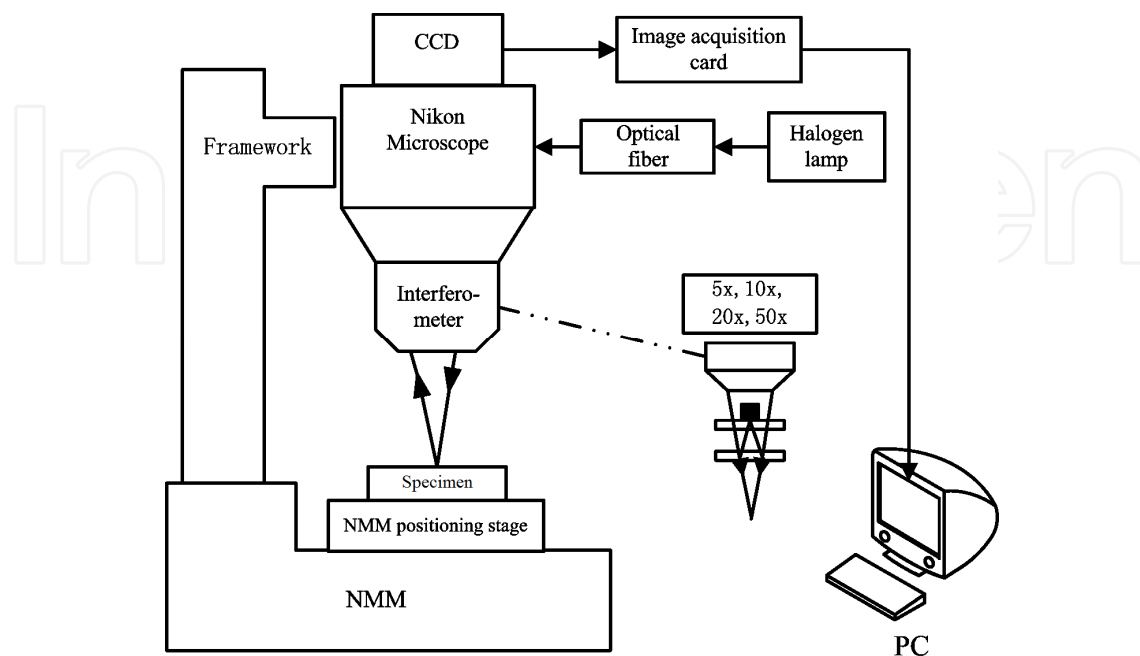 CCD
Image acquisition
card
Nikon
Microscope
Optical
fiber
Halogen
lamp
Framework
Interfero-
meter
5x, 10x,
20x, 50x
Specimen
NMM positioning stage
NMM
PC